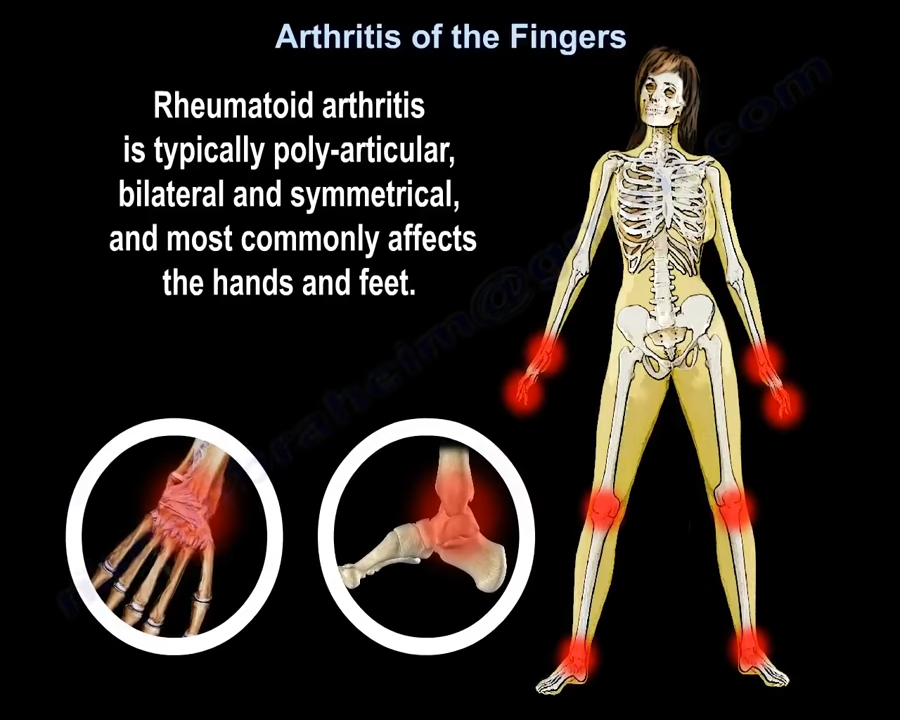 Arthritis of the Fingers
Rheumatoid arthritis
is typically poly-articular,
bilateral and symmetrical,
and most commonly affects
the hands and feet.